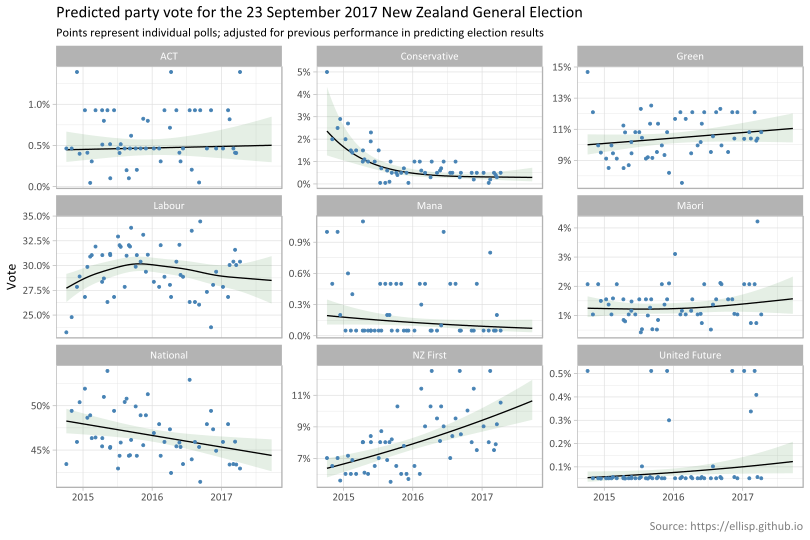 Predicted party vote for the 23 September 2017 New Zealand General Election
Points represent individual polls; adjusted for previous performance in predicting election results
ACT
Conservative
Green
1.0%
0.5%
0.0%
5%
4%
3%
2%
1%
0%
15%
13%
11%
9%
Labour
Mana
Māori
35.0%
32.5%
30.0%
27.5%
25.0%
0.9%
0.6%
0.3%
0.0%
4%
3%
2%
1%
Vote
National
NZ First
United Future
50%
45%
11%
9%
7%
0.5%
0.4%
0.3%
0.2%
0.1%
2015 2016 2017
2015 2016 2017
2015 2016 2017
Source: https://ellisp.github.io